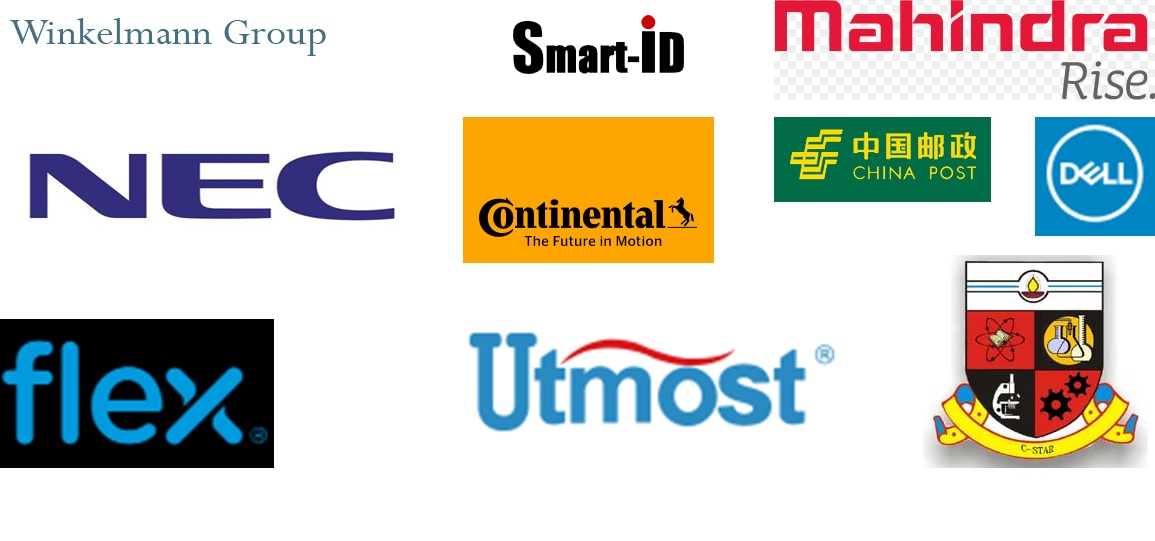 Winkelmann Group
Smart-iD
Mahindra
Rise.
NEC
Continental
The Future in Motion
中国邮政
CHINA POST
DELL
flex®
Utmost®
C-STAR